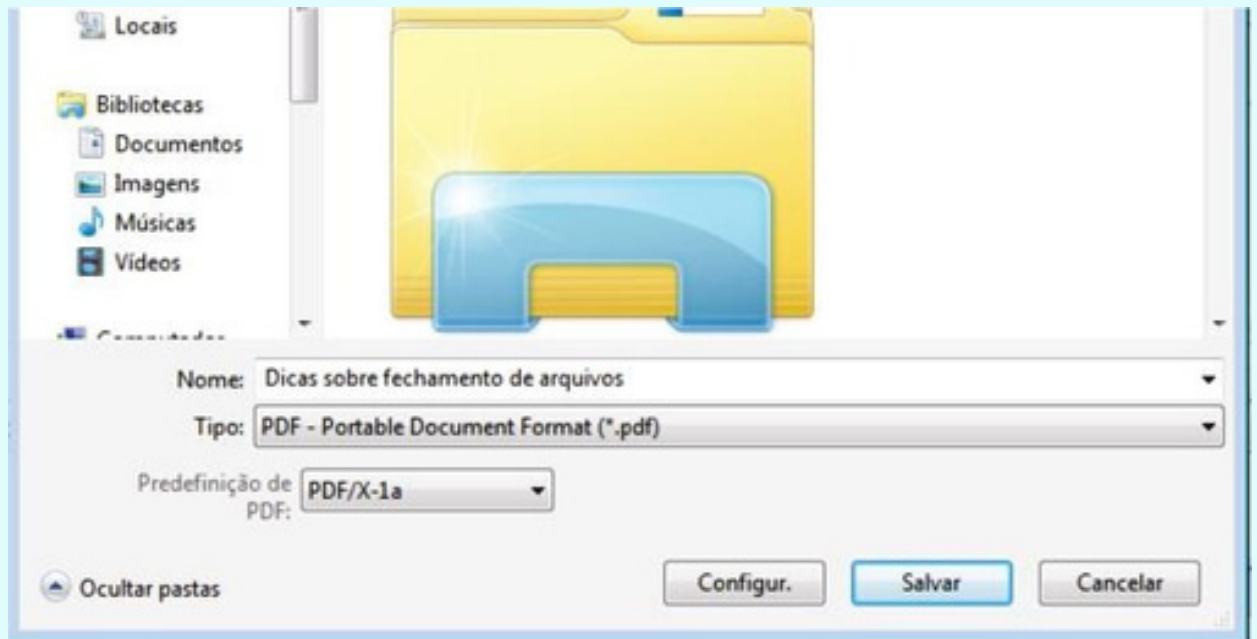 Locais
Bibliotecas
Documentos
Imagens
Músicas
Vídeos
Nome: Dicas sobre fechamento de arquivos
Tipo: PDF - Portable Document Format (*.pdf)
Predefinição de PDF/X-1a
PDF:
Ocultar pastas Configur. Salvar Cancelar